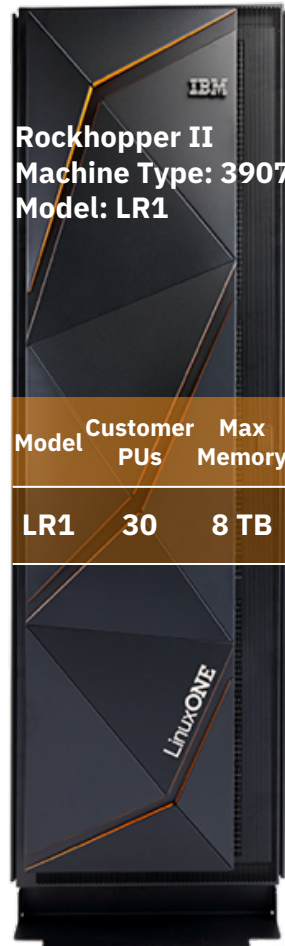 IBM
Rockhopper II
Machine Type: 3907
Model: LR1
Model Customer PUs Max Memory
LR1 30 8 TB
LinuxONE